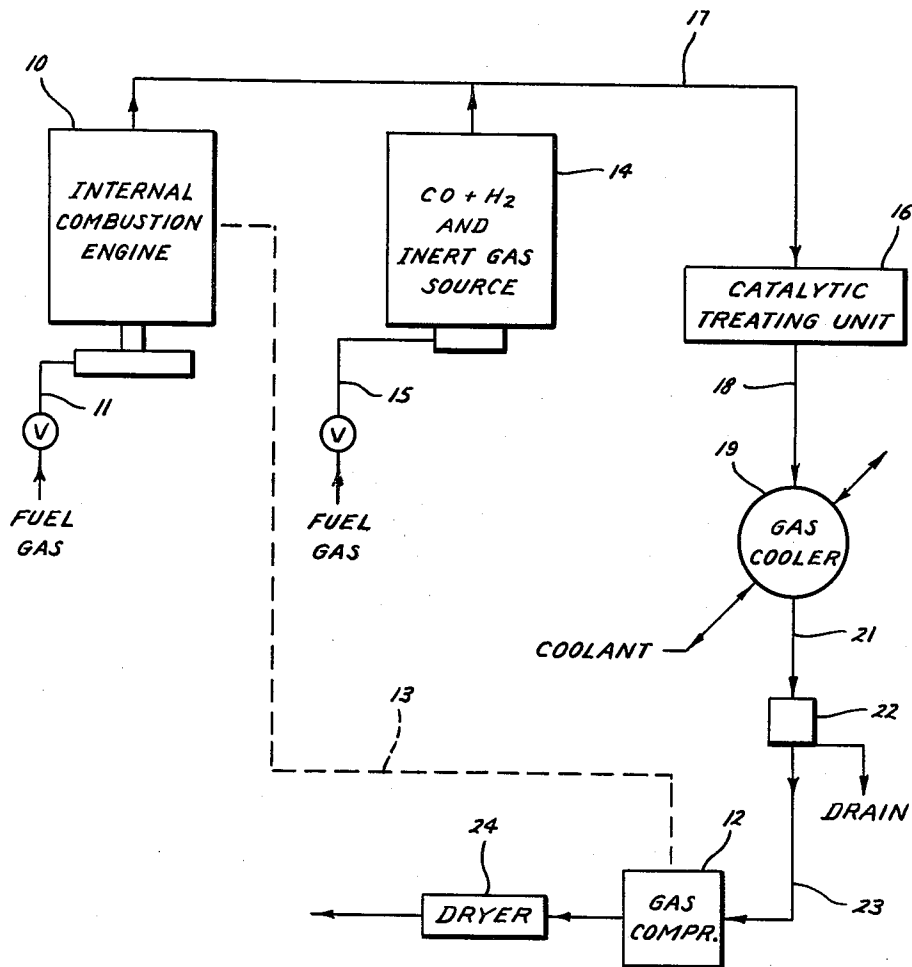 17
10
INTERNAL
COMBUSTION
ENGINE
14
CO + H2
AND
INERT GAS
SOURCE
16
CATALYTIC
TREATING UNIT
11
V
FUEL
GAS
15
V
FUEL
GAS
18
19
GAS
COOLER
COOLANT
21
22
DRAIN
13
12
GAS
COMPR.
24
DRYER
23